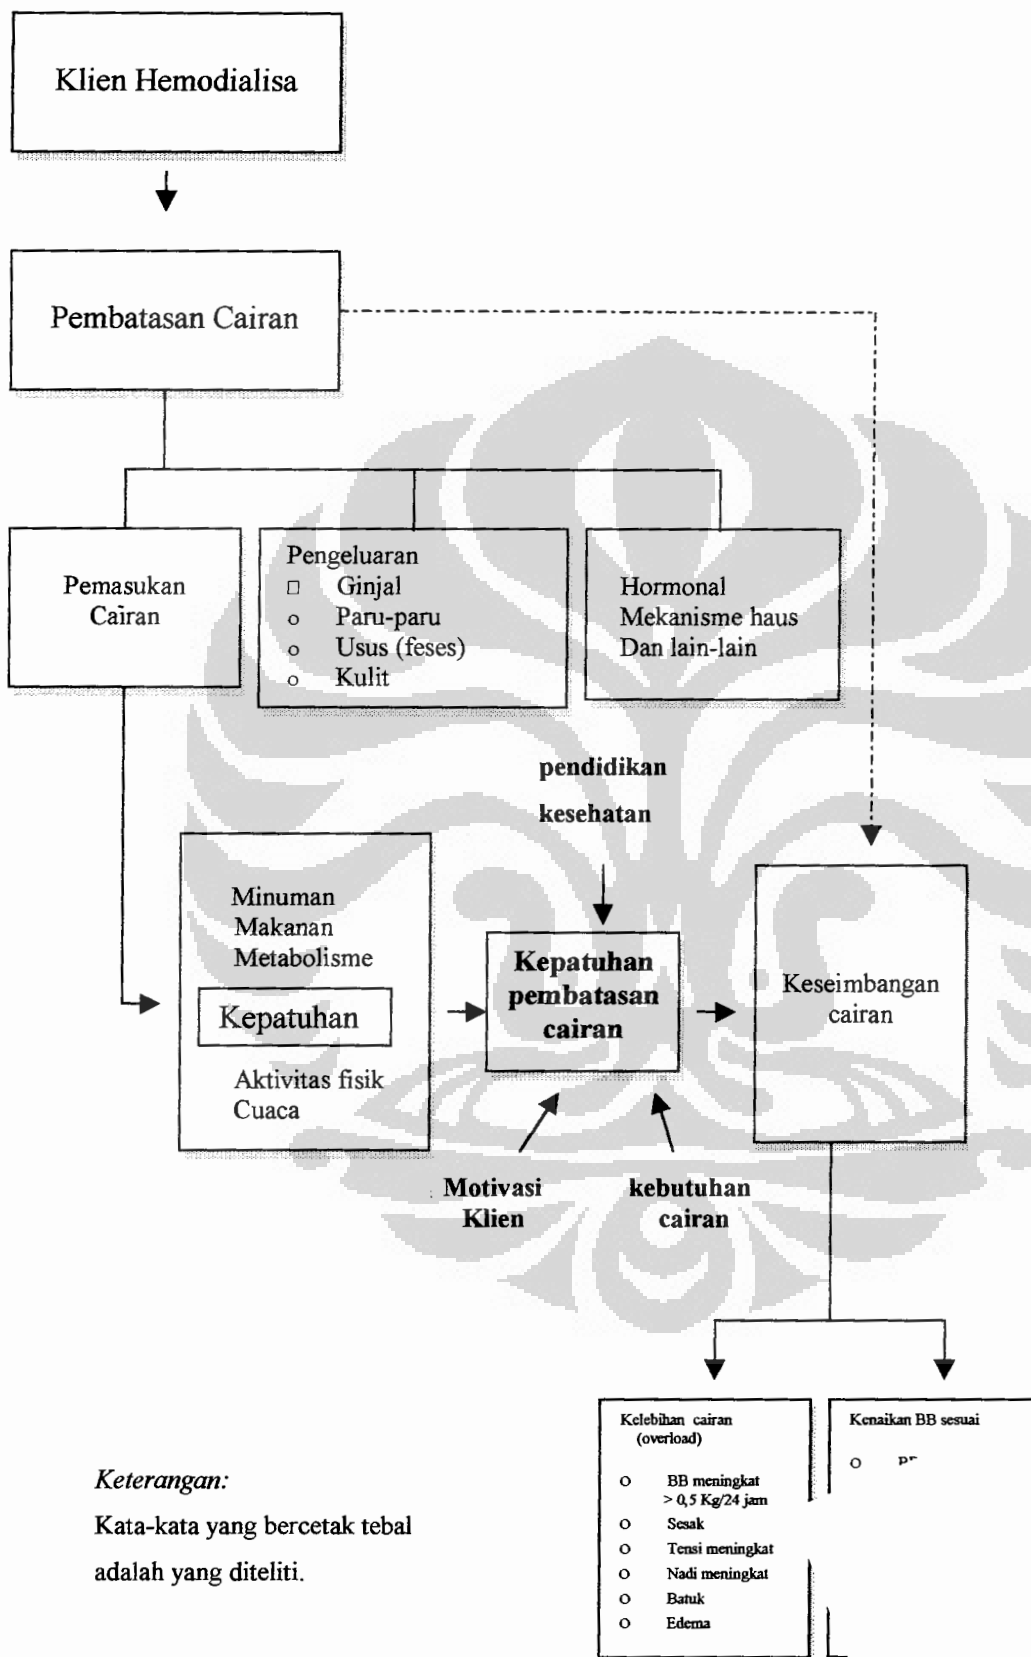 Klien Hemodialisa
Pembatasan Cairan
Pemasukan
Cairan
Pengeluaran
□ Ginjal
o Paru-paru
o Usus (feses)
o Kulit
Hormonal
Mekanisme haus
Dan lain-lain
pendidikan
kesehatan
Minuman
Makanan
Metabolisme
Kepatuhan
Aktivitas fisik
Cuaca
Kepatuhan
pembatasan
cairan
Keseimbangan
cairan
Motivasi
Klien
kebutuhan
cairan
Kelebihan cairan
(overload)
o BB meningkat
> 0,5 Kg/24 jam
o Sesak
o Tensi meningkat
o Nadi meningkat
o Batuk
o Edema
Kenaikan BB sesuai
o
Keterangan:
Kata-kata yang bercetak tebal
adalah yang diteliti.